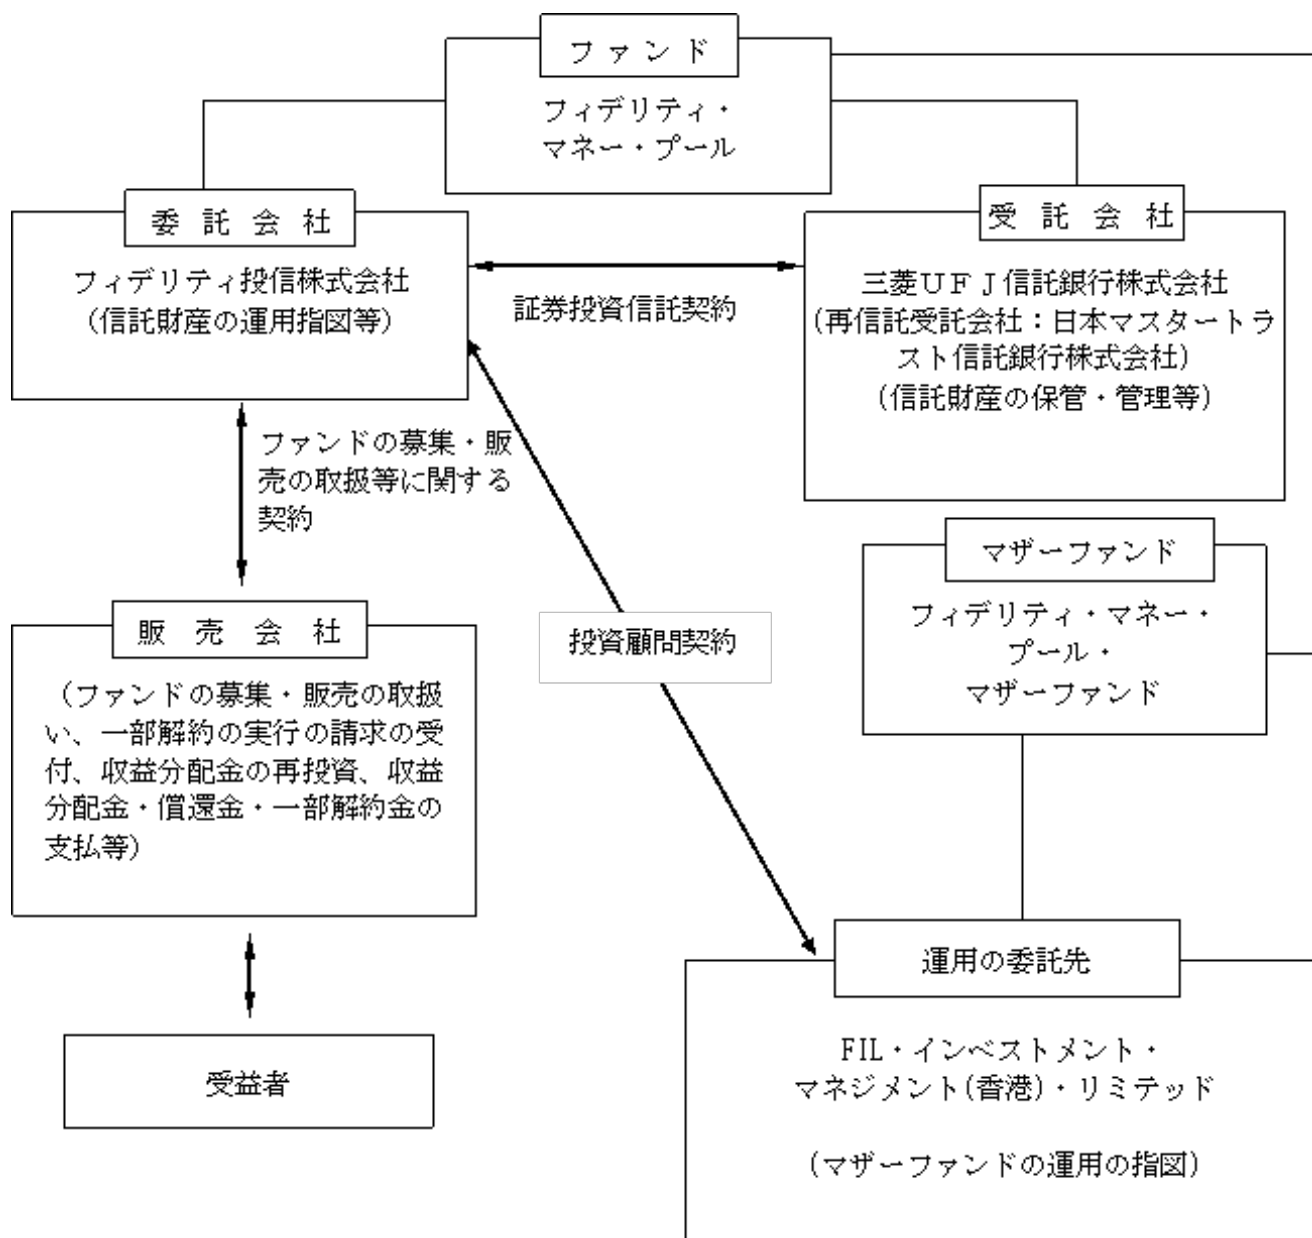 ファンド
フィデリティ・
マネー・プール
委託会社
フィデリティ投信株式会社
(信託財産の運用指図等)
証券投資信託契約
受託会社
三菱UFJ信託銀行株式会社
(再信託受託会社：日本マスタートラ
スト信託銀行株式会社)
(信託財産の保管・管理等)
ファンドの募集・販
売の取扱等に関する
契約
マザーファンド
フィデリティ・マネー・
プール・
マザーファンド
投資顧問契約
販売会社
(ファンドの募集・販売の取扱
い、一部解約の実行の請求の受
付、収益分配金の再投資、収益
分配金・償還金・一部解約金の
支払等)
運用の委託先
FIL・インベストメント・
マネジメント(香港)・リミテッド
(マザーファンドの運用の指図)
受益者